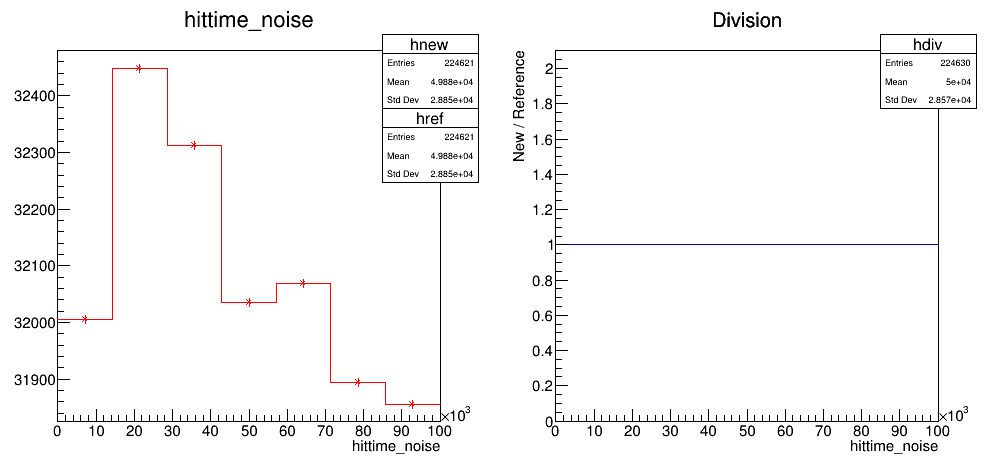 hittime_noise
hnew
Entries 224621
Mean 4.988e+04
Std Dev 2.885e+04
href
Entries 224621
Mean 4.988e+04
Std Dev 2.885e+04
32400
32300
32200
32100
32000
31900
0 10 20 30 40 50 60 70 80 90 100
×10³
hittime_noise
Division
hdiv
Entries 224630
Mean 5e+04
Std Dev 2.857e+04
New / Reference
2
1.8
1.6
1.4
1.2
1
0.8
0.6
0.4
0.2
0
0 10 20 30 40 50 60 70 80 90 100
×10³
hittime_noise